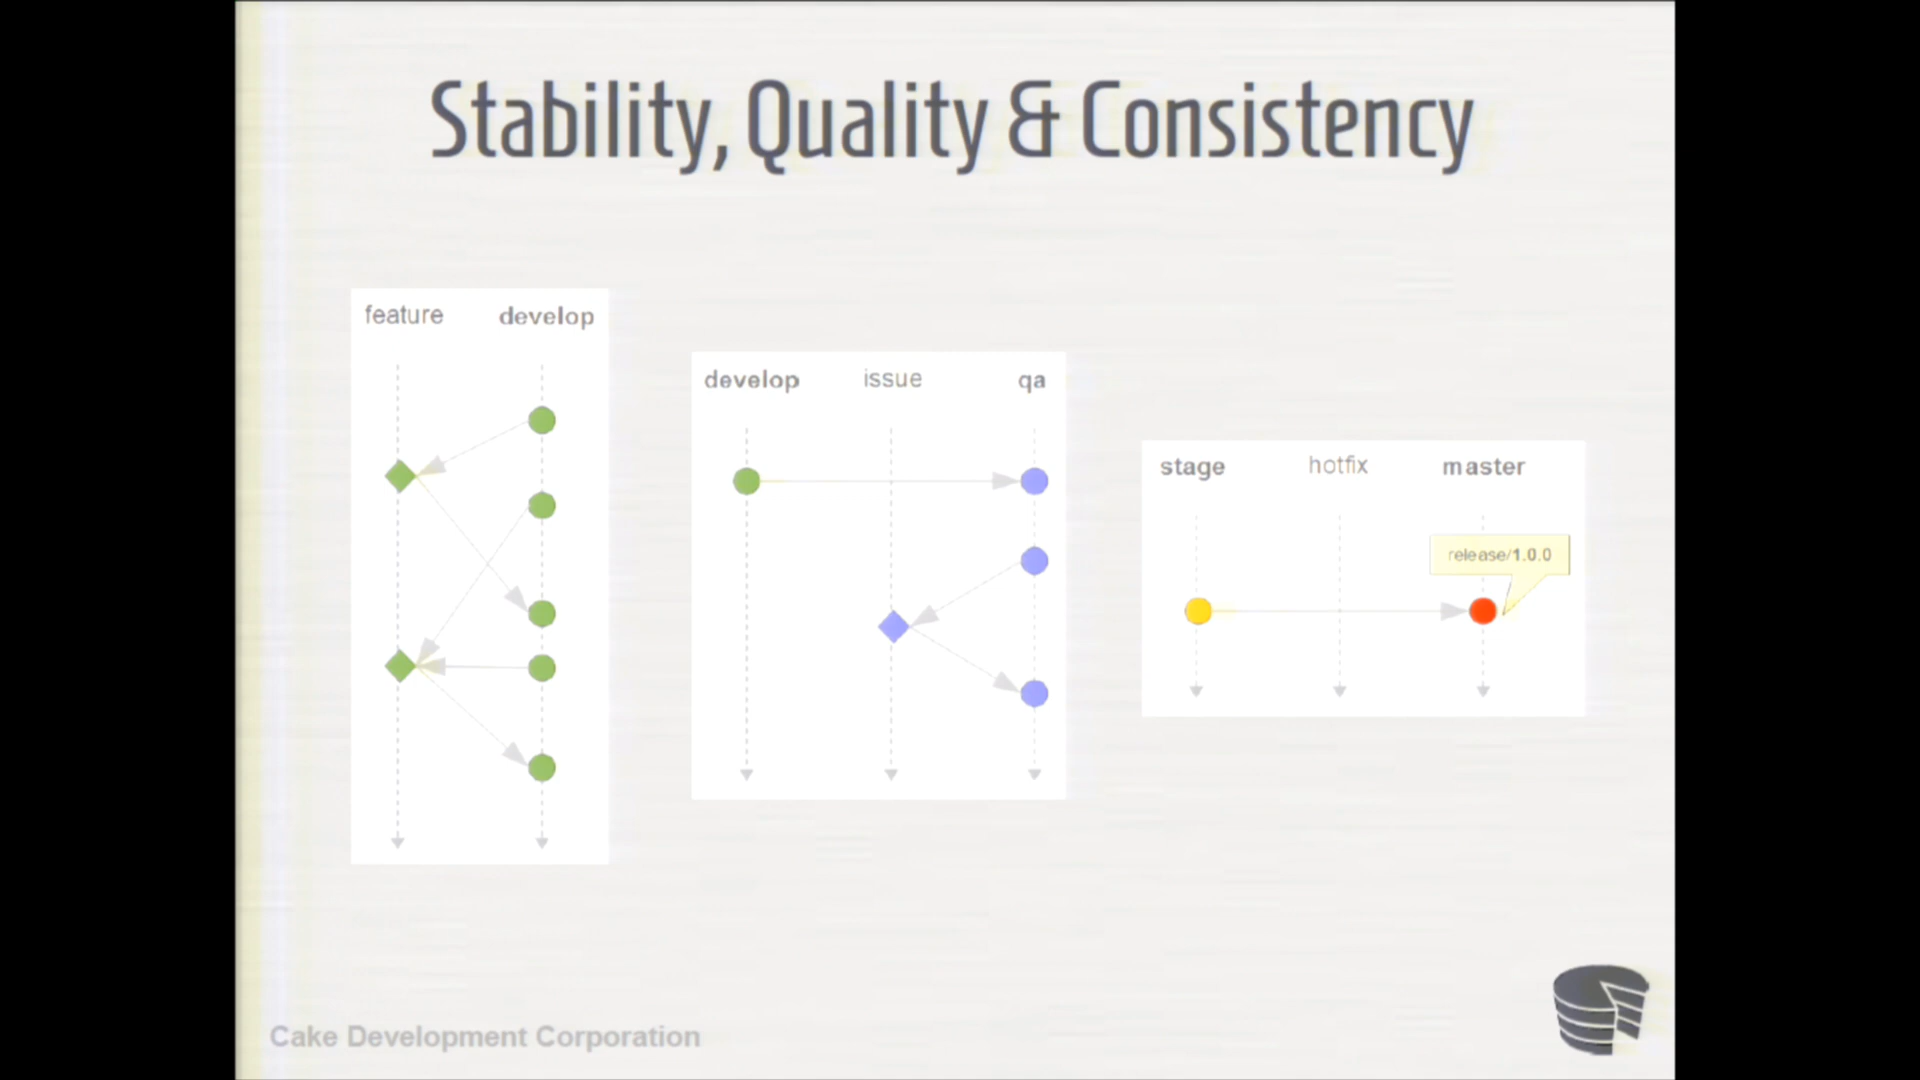 Stability, Quality & Consistency
feature develop
develop issue qa
stage hotfix master
release/1.0.0
Cake Development Corporation